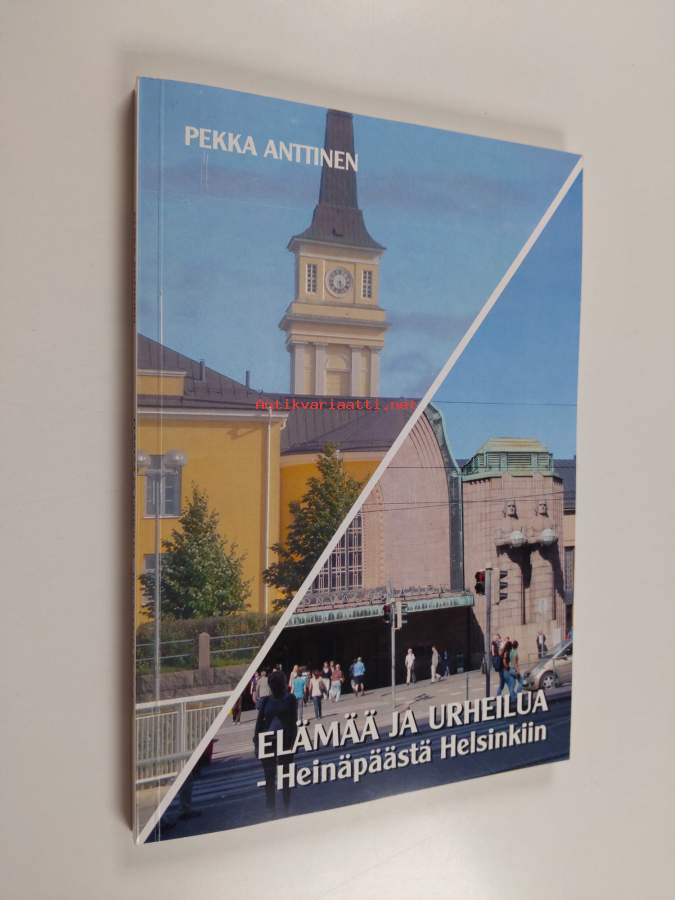 PEKKA ANTTINEN
Antikvariaatti.net
ELÄMÄÄ JA URHEILUA
- Heinäpäästä Helsinkiin